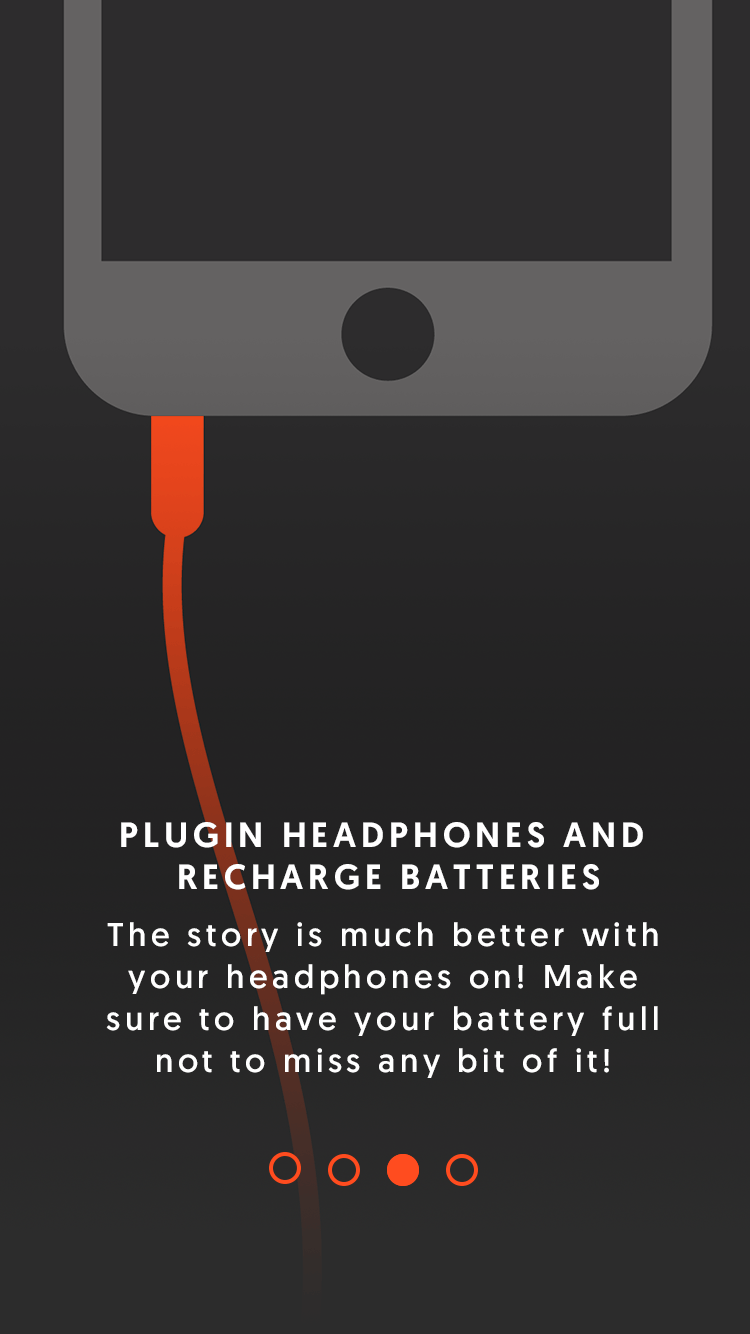 PLUGIN HEADPHONES AND
RECHARGE BATTERIES
The story is much better with
your headphones on! Make
sure to have your battery full
not to miss any bit of it!